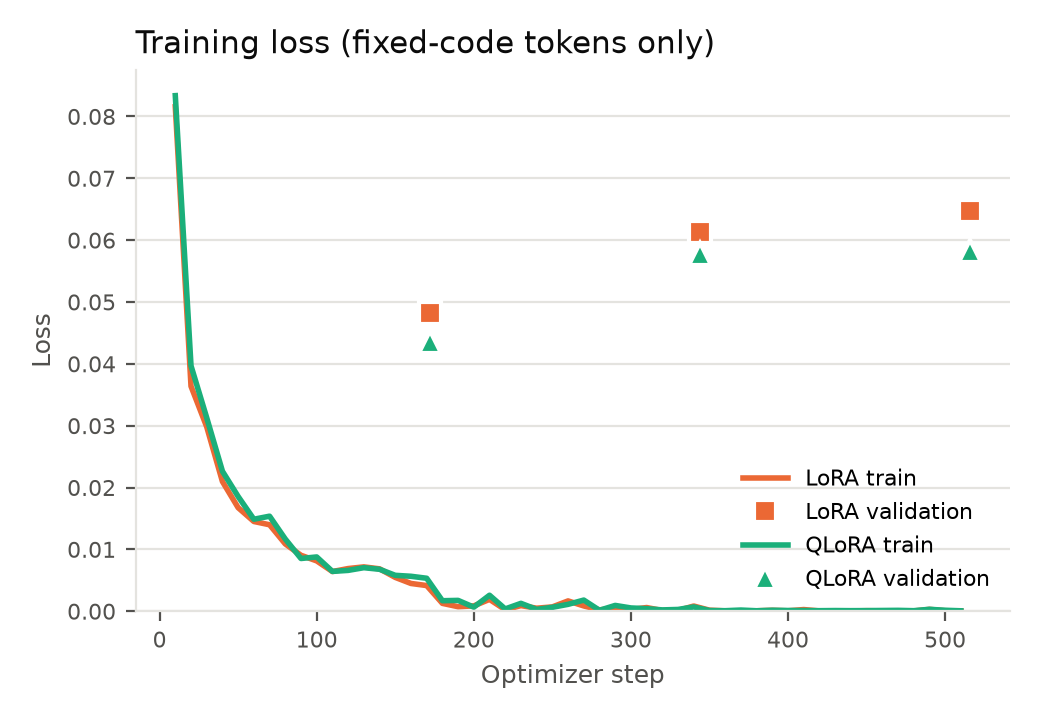 Training loss (fixed-code tokens only)
0.08
0.07
0.06
0.05
0.04
0.03
0.02
0.01
0.00
Loss
LoRA train
LoRA validation
QLoRA train
QLoRA validation
0 100 200 300 400 500
Optimizer step